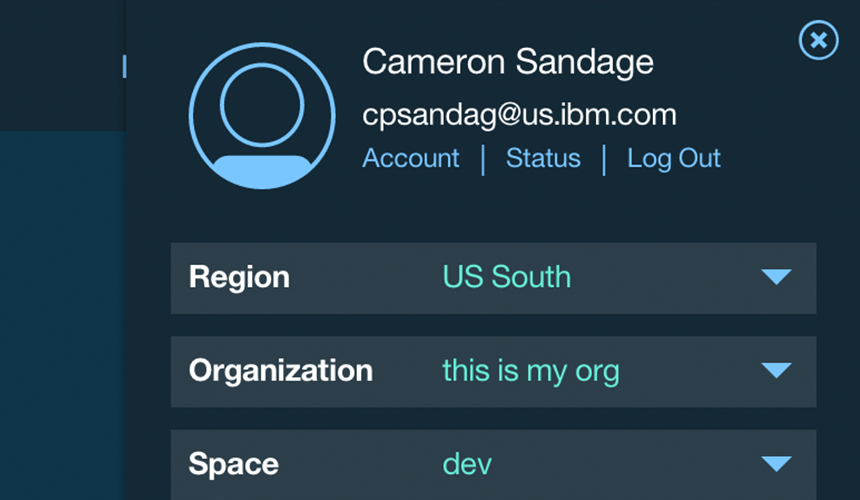 Cameron Sandage
cpsandag@us.ibm.com
Account | Status | Log Out
Region US South
Organization this is my org
Space dev